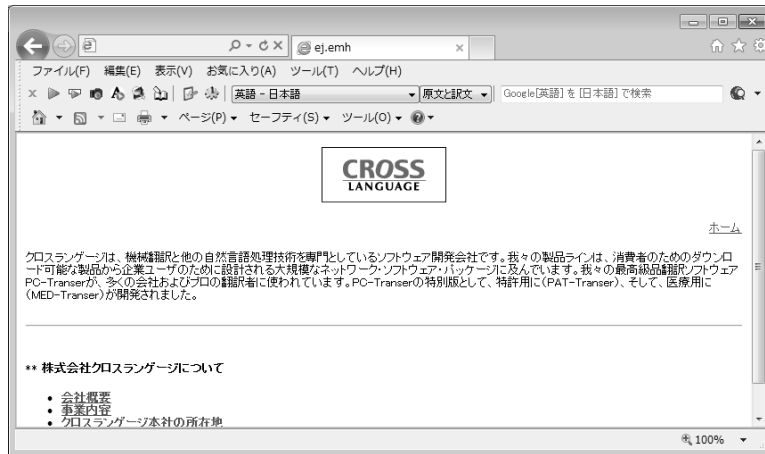 ej.emh
ファイル(F) 編集(E) 表示(V) お気に入り(A) ツール(T) ヘルプ(H)
英語 - 日本語 原文と訳文 Google[英語] を [日本語] で検索
ページ(P) セーフティ(S) ツール(O)
CROSS
LANGUAGE
ホーム
クロスランゲージは、機械翻訳と他の自然言語処理技術を専門としているソフトウェア開発会社です。我々の製品ラインは、消費者のためのダウンロ
ード可能な製品から企業ユーザのために設計される大規模なネットワーク・ソフトウェア・パッケージに及んでいます。我々の最高級品翻訳ソフトウェア
PC-Transerが、多くの会社およびプロの翻訳者に使われています。PC-Transerの特別版として、特許用に(PAT-Transer)、そして、医療用に
(MED-Transer)が開発されました。
** 株式会社クロスランゲージについて
• 会社概要
• 事業内容
• クロスランゲージ本社の所在地
100%